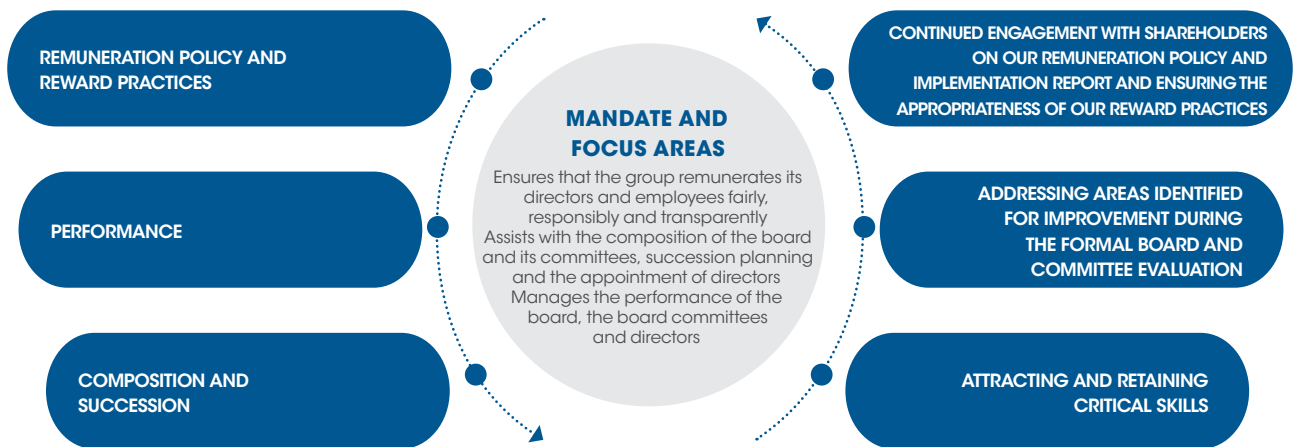 REMUNERATION POLICY AND
REWARD PRACTICES
PERFORMANCE
COMPOSITION AND
SUCCESSION
MANDATE AND
FOCUS AREAS
Ensures that the group remunerates its
directors and employees fairly,
responsibly and transparently
Assists with the composition of the board
and its committees, succession planning
and the appointment of directors
Manages the performance of the
board, the board committees
and directors
CONTINUED ENGAGEMENT WITH SHAREHOLDERS
ON OUR REMUNERATION POLICY AND
IMPLEMENTATION REPORT AND ENSURING THE
APPROPRIATENESS OF OUR REWARD PRACTICES
ADDRESSING AREAS IDENTIFIED
FOR IMPROVEMENT DURING
THE FORMAL BOARD AND
COMMITTEE EVALUATION
ATTRACTING AND RETAINING
CRITICAL SKILLS